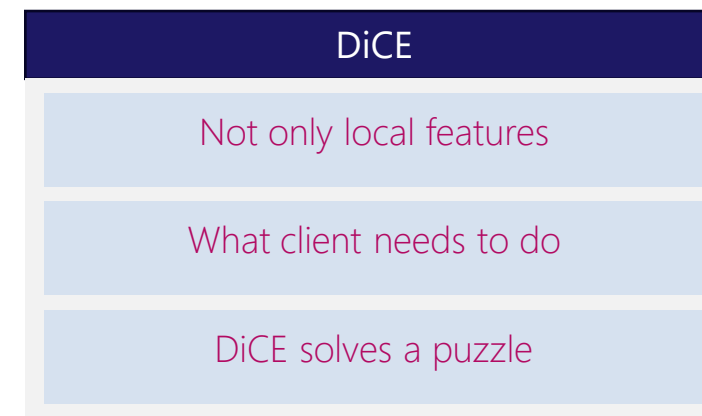 DiCE
Not only local features
What client needs to do
DiCE solves a puzzle